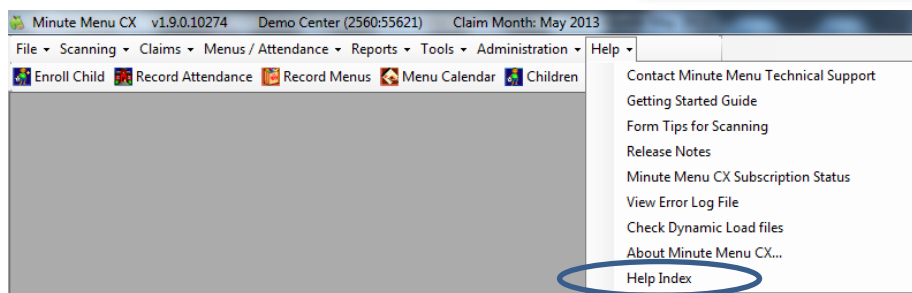 Minute Menu CX v1.9.0.10274 Demo Center (2560:55621) Claim Month: May 2013
File Scanning Claims Menus / Attendance Reports Tools Administration Help
Enroll Child Record Attendance Record Menus Menu Calendar Children
Contact Minute Menu Technical Support
Getting Started Guide
Form Tips for Scanning
Release Notes
Minute Menu CX Subscription Status
View Error Log File
Check Dynamic Load files
About Minute Menu CX...
Help Index